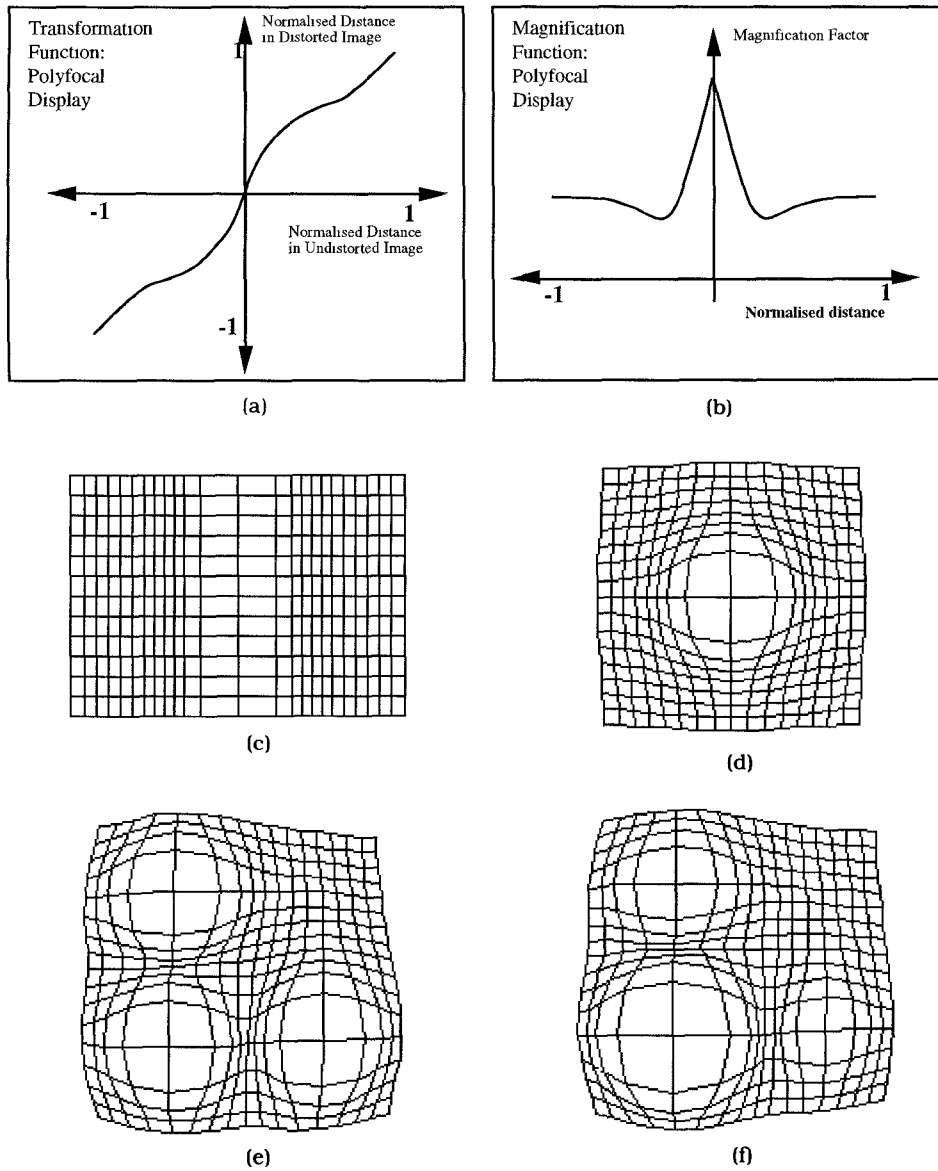 Transformation
Function:
Polyfocal
Display
Normalised Distance
in Distorted Image
1
-1
1
Normalised Distance
in Undistorted Image
-1
(a)
Magnification
Function:
Polyfocal
Display
Magnification Factor
-1
1
Normalised distance
(b)
(c)
(d)
(e)
(f)